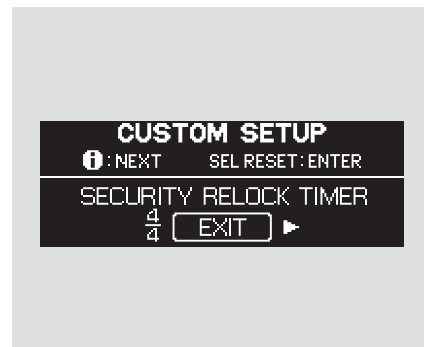 CUSTOM SETUP
i : NEXT SEL RESET : ENTER
SECURITY RELOCK TIMER
4/4 EXIT ►